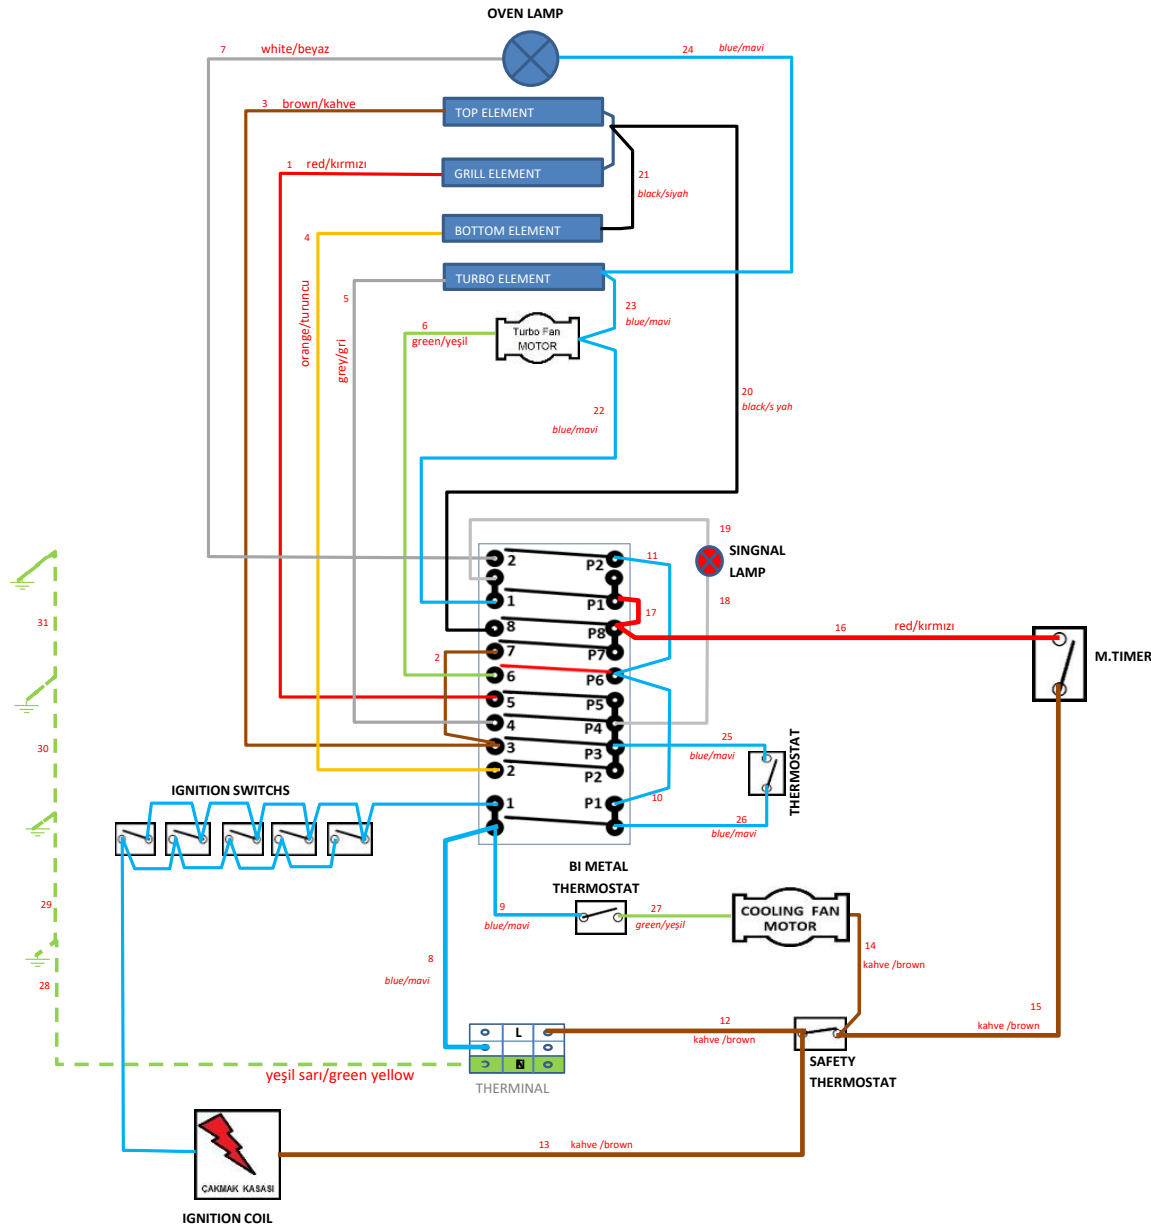 OVEN LAMP
7
white/beyaz
24
blue/mavi
3
brown/kahve
TOP ELEMENT
1
red/kırmızı
GRILL ELEMENT
21
black/siyah
4
BOTTOM ELEMENT
TURBO ELEMENT
orange/turuncu
5
grey/gri
23
blue/mavi
6
green/yeşil
Turbo Fan
MOTOR
20
black/s yah
22
blue/mavi
19
SINGNAL
LAMP
2
P2
11
18
1
P1
17
8
P8
16
red/kırmızı
31
2
7
P7
M.TIMER
6
P6
5
P5
4
P4
30
3
P3
25
blue/mavi
THERMOSTAT
2
P2
IGNITION SWITCHS
1
P1
10
26
blue/mavi
BI METAL
THERMOSTAT
29
9
blue/mavi
27
green/yeşil
COOLING FAN
MOTOR
14
kahve /brown
8
blue/mavi
28
L
12
kahve /brown
15
kahve /brown
N
yeşil sarı/green yellow
THERMINAL
SAFETY
THERMOSTAT
13
kahve /brown
ÇAKMAK KASASI
IGNITION COIL